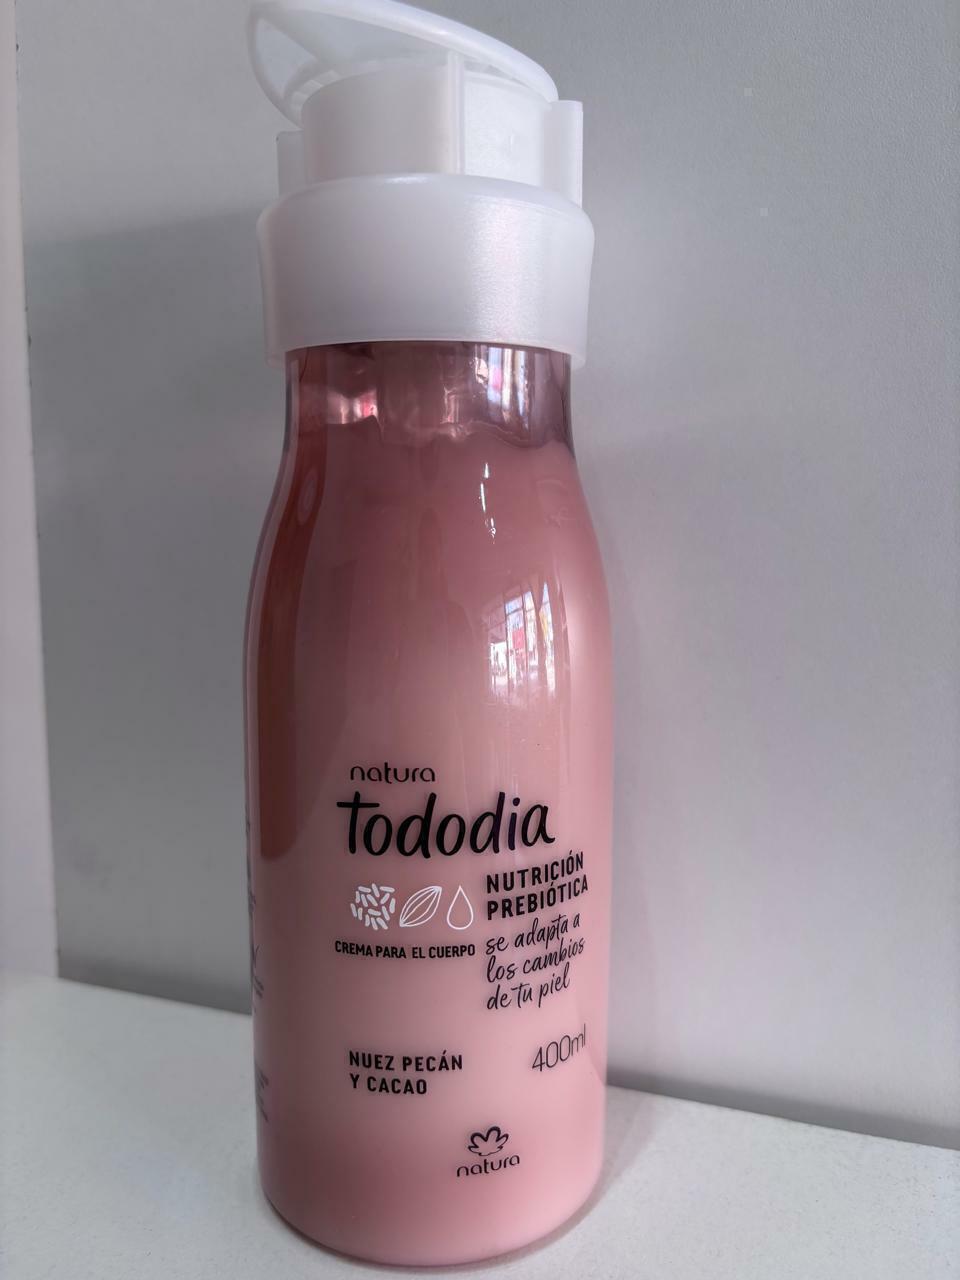 natura
tododia
NUTRICIÓN
PREBIÓTICA
CREMA PARA EL CUERPO
se adapta a
los cambios
de tu piel
400ml
NUEZ PECÁN
Y CACAO
natura